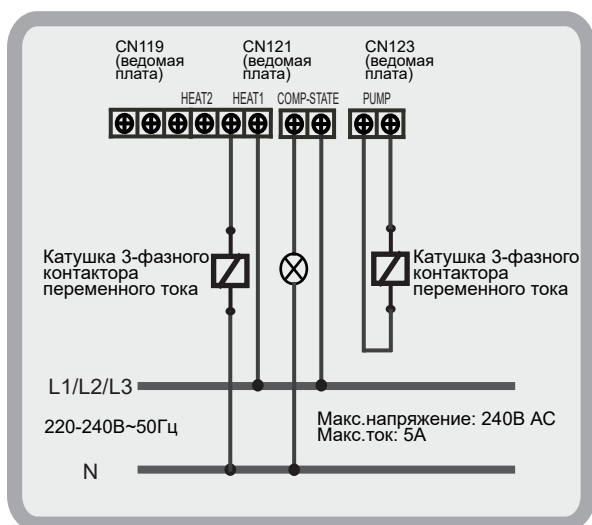 CN119
(ведомая
плата)
CN121
(ведомая
плата)
CN123
(ведомая
плата)
HEAT2
HEAT1
COMP-STATE
PUMP
Катушка 3-фазного
контактора
переменного тока
Катушка 3-фазного
контактора
переменного тока
L1/L2/L3
220-240В~50Гц
Макс.напряжение: 240В АС
Макс.ток: 5А
N